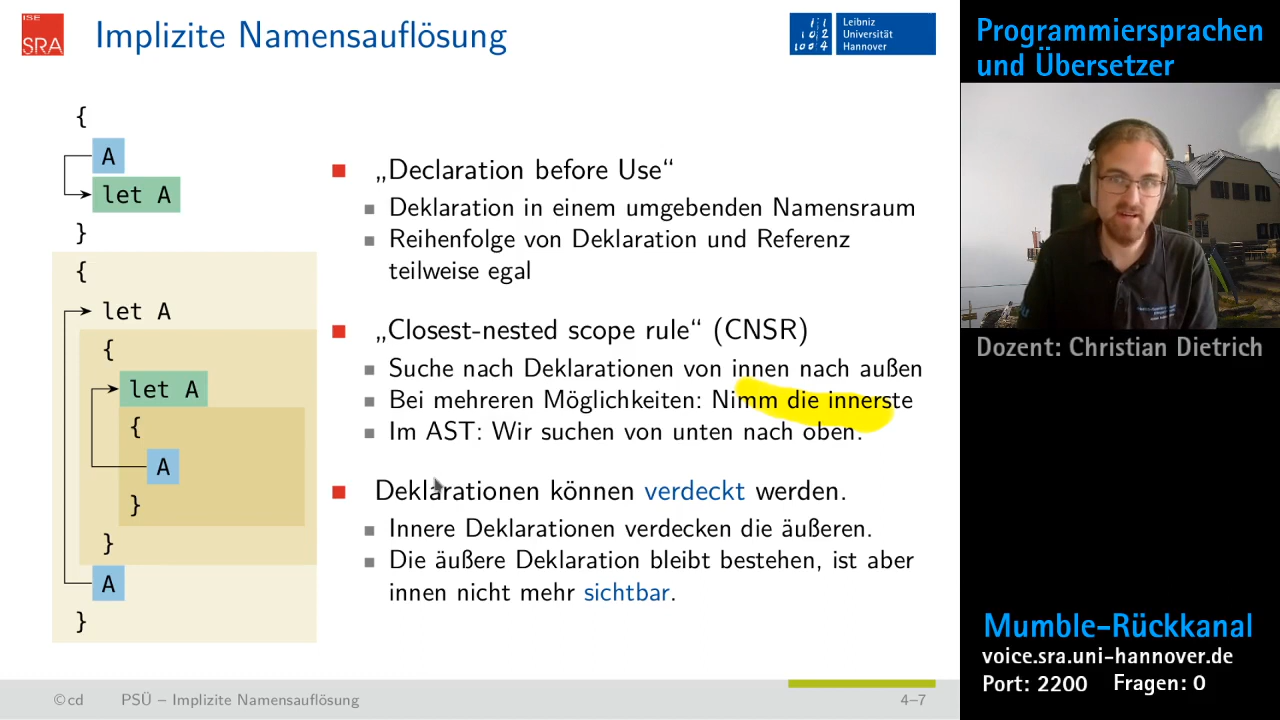 ISE
SRA
Implizite Namensauflösung
Leibniz
Universität
Hannover
{
A
let A
}
{
let A
{
let A
{
A
}
}
A
}
„Declaration before Use“
Deklaration in einem umgebenden Namensraum
Reihenfolge von Deklaration und Referenz
teilweise egal
„Closest-nested scope rule“ (CNSR)
Suche nach Deklarationen von innen nach außen
Bei mehreren Möglichkeiten: Nimm die innerste
Im AST: Wir suchen von unten nach oben.
Deklarationen können verdeckt werden.
Innere Deklarationen verdecken die äußeren.
Die äußere Deklaration bleibt bestehen, ist aber
innen nicht mehr sichtbar.
©cd
PSÜ – Implizite Namensauflösung
4–7
Programmiersprachen
und Übersetzer
Dozent: Christian Dietrich
Mumble-Rückkanal
voice.sra.uni-hannover.de
Port: 2200 Fragen: 0